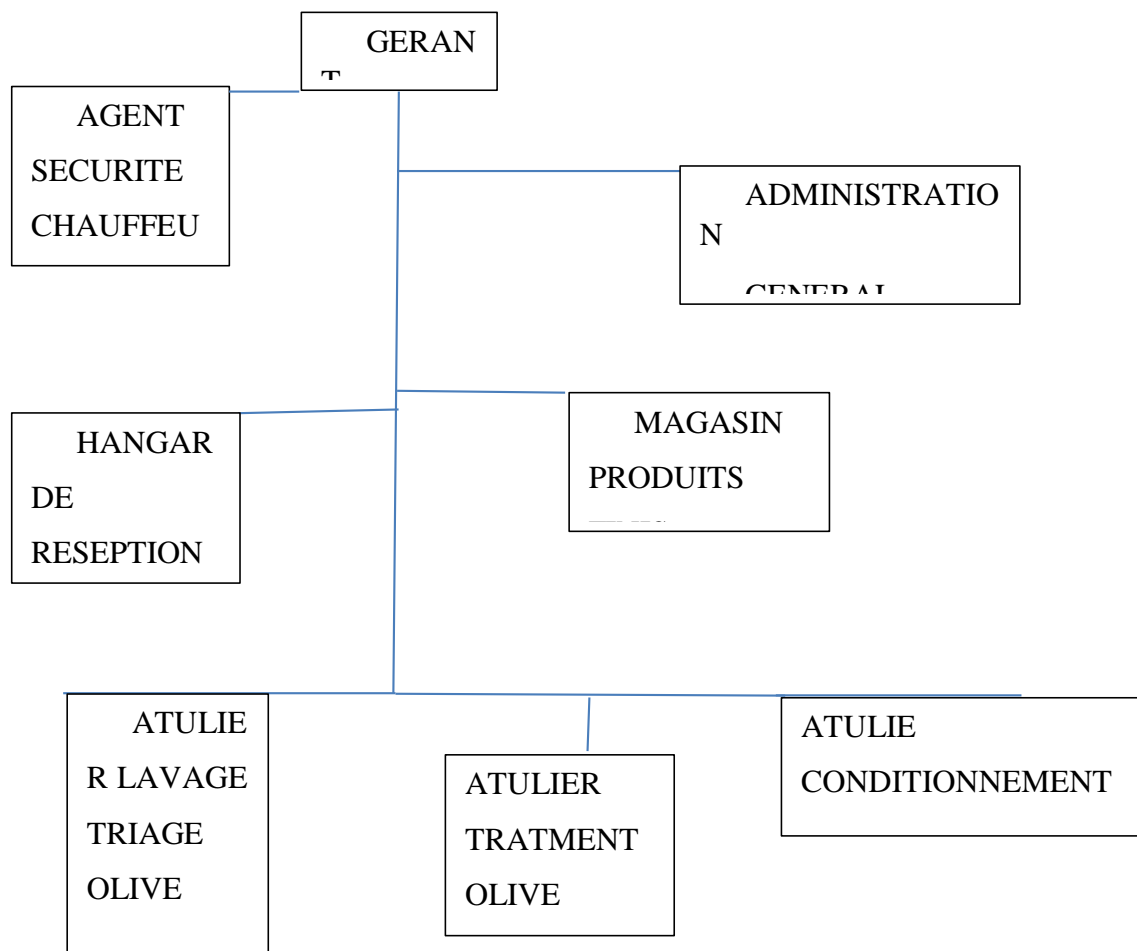 GERAN
T
AGENT
SECURITE
CHAUFFEU
ADMINISTRATIO
N
GENERAL
HANGAR
DE
RESEPTION
MAGASIN
PRODUITS
ATULIE
R LAVAGE
TRIAGE
OLIVE
ATULIER
TRATMENT
OLIVE
ATULIE
CONDITIONNEMENT